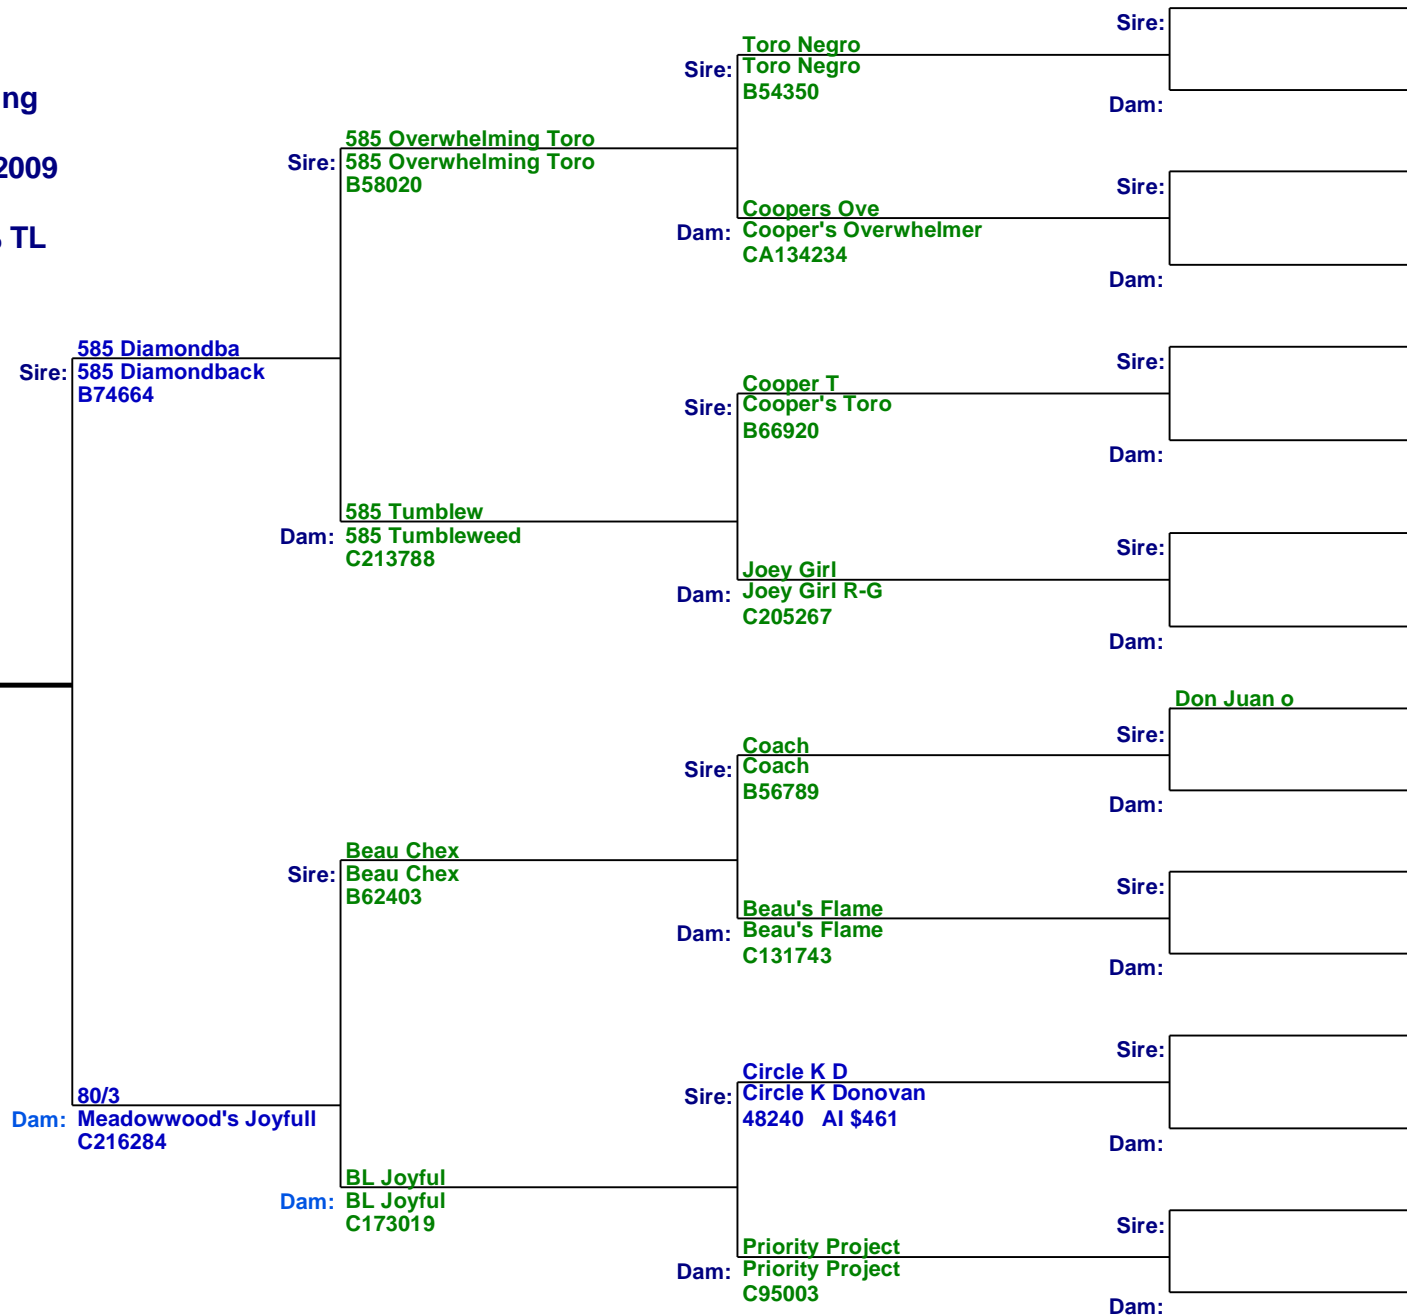 ng
2009
TL
Sire:
585 Diamondba
585 Diamondback
B74664
Dam:
80/3
Meadowwood's Joyfull
C216284
Sire:
585 Overwhelming Toro
585 Overwhelming Toro
B58020
Dam:
585 Tumblew
585 Tumbleweed
C213788
Sire:
Beau Chex
Beau Chex
B62403
Dam:
BL Joyful
BL Joyful
C173019
Sire:
Toro Negro
Toro Negro
B54350
Dam:
Coopers Ove
Cooper's Overwhelmer
CA134234
Sire:
Cooper T
Cooper's Toro
B66920
Dam:
Joey Girl
Joey Girl R-G
C205267
Sire:
Coach
Coach
B56789
Dam:
Beau's Flame
Beau's Flame
C131743
Sire:
Circle K D
Circle K Donovan
48240 AI $461
Dam:
Priority Project
Priority Project
C95003
Sire:
Dam:
Sire:
Dam:
Sire:
Dam:
Sire:
Dam:
Don Juan o
Sire:
Dam:
Sire:
Dam:
Sire:
Dam:
Sire:
Dam: